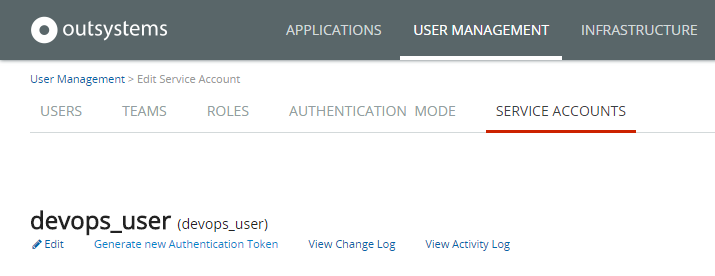 outsystems APPLICATIONS USER MANAGEMENT INFRASTRUCTURE
User Management > Edit Service Account
USERS TEAMS ROLES AUTHENTICATION MODE SERVICE ACCOUNTS
devops_user (devops_user)
Edit Generate new Authentication Token View Change Log View Activity Log